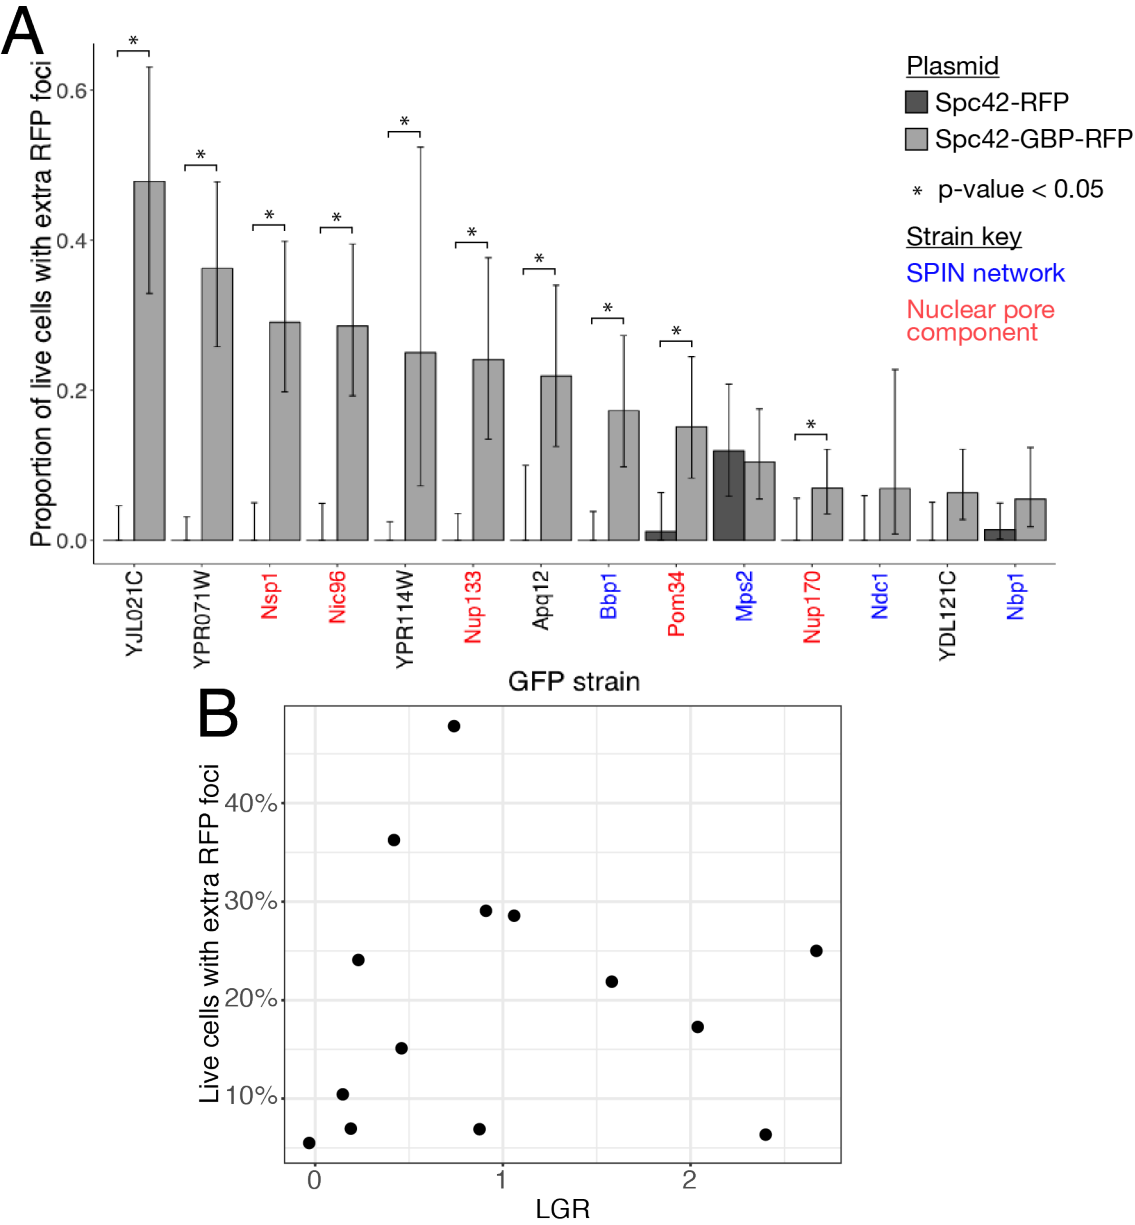 A
Proportion of live cells with extra RFP foci
0.6
0.4
0.2
0.0
*
*
*
*
*
*
*
*
*
*
Plasmid
Spc42-RFP
Spc42-GBP-RFP
* p-value < 0.05
Strain key
SPIN network
Nuclear pore
component
YJL021C
YPR071W
Nsp1
Nic96
YPR114W
Nup133
Apq12
Bbp1
Pom34
Mps2
Nup170
Ndc1
YDL121C
Nbp1
GFP strain
B
Live cells with extra RFP foci
40%
30%
20%
10%
0
1
2
LGR